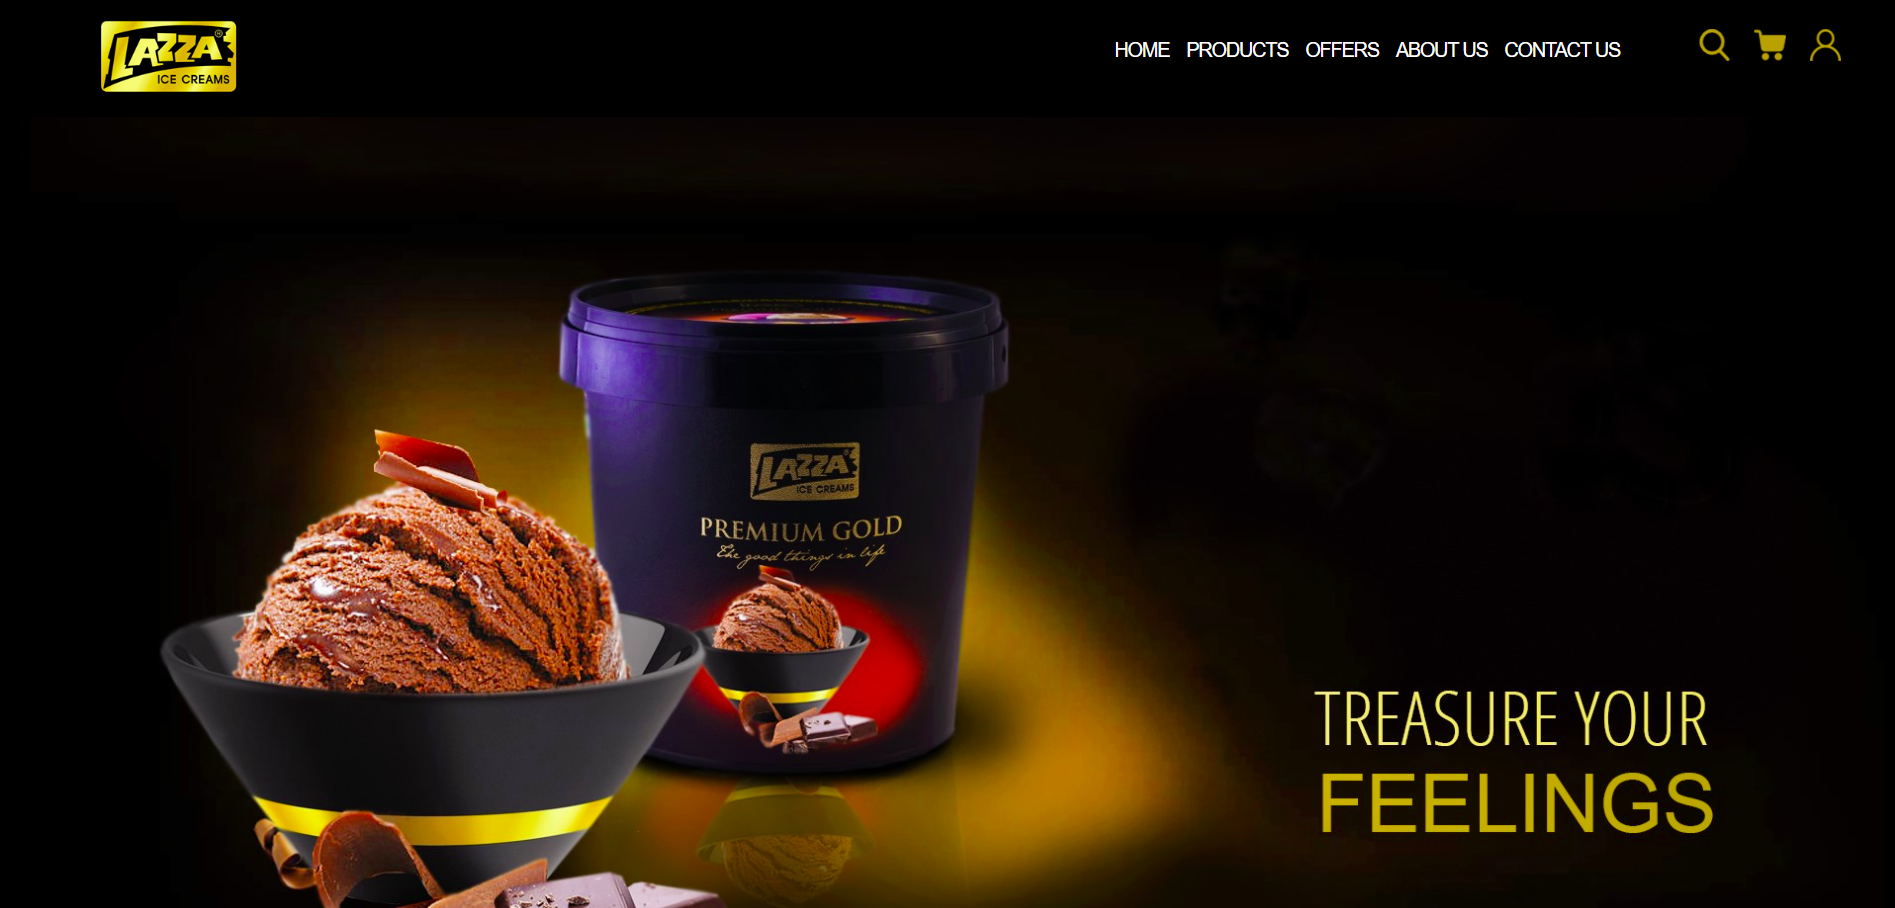 LAZZA®
ICE CREAMS
HOME PRODUCTS OFFERS ABOUT US CONTACT US
LAZZA
ICE CREAMS
PREMIUM GOLD
The good things in life
TREASURE YOUR
FEELINGS